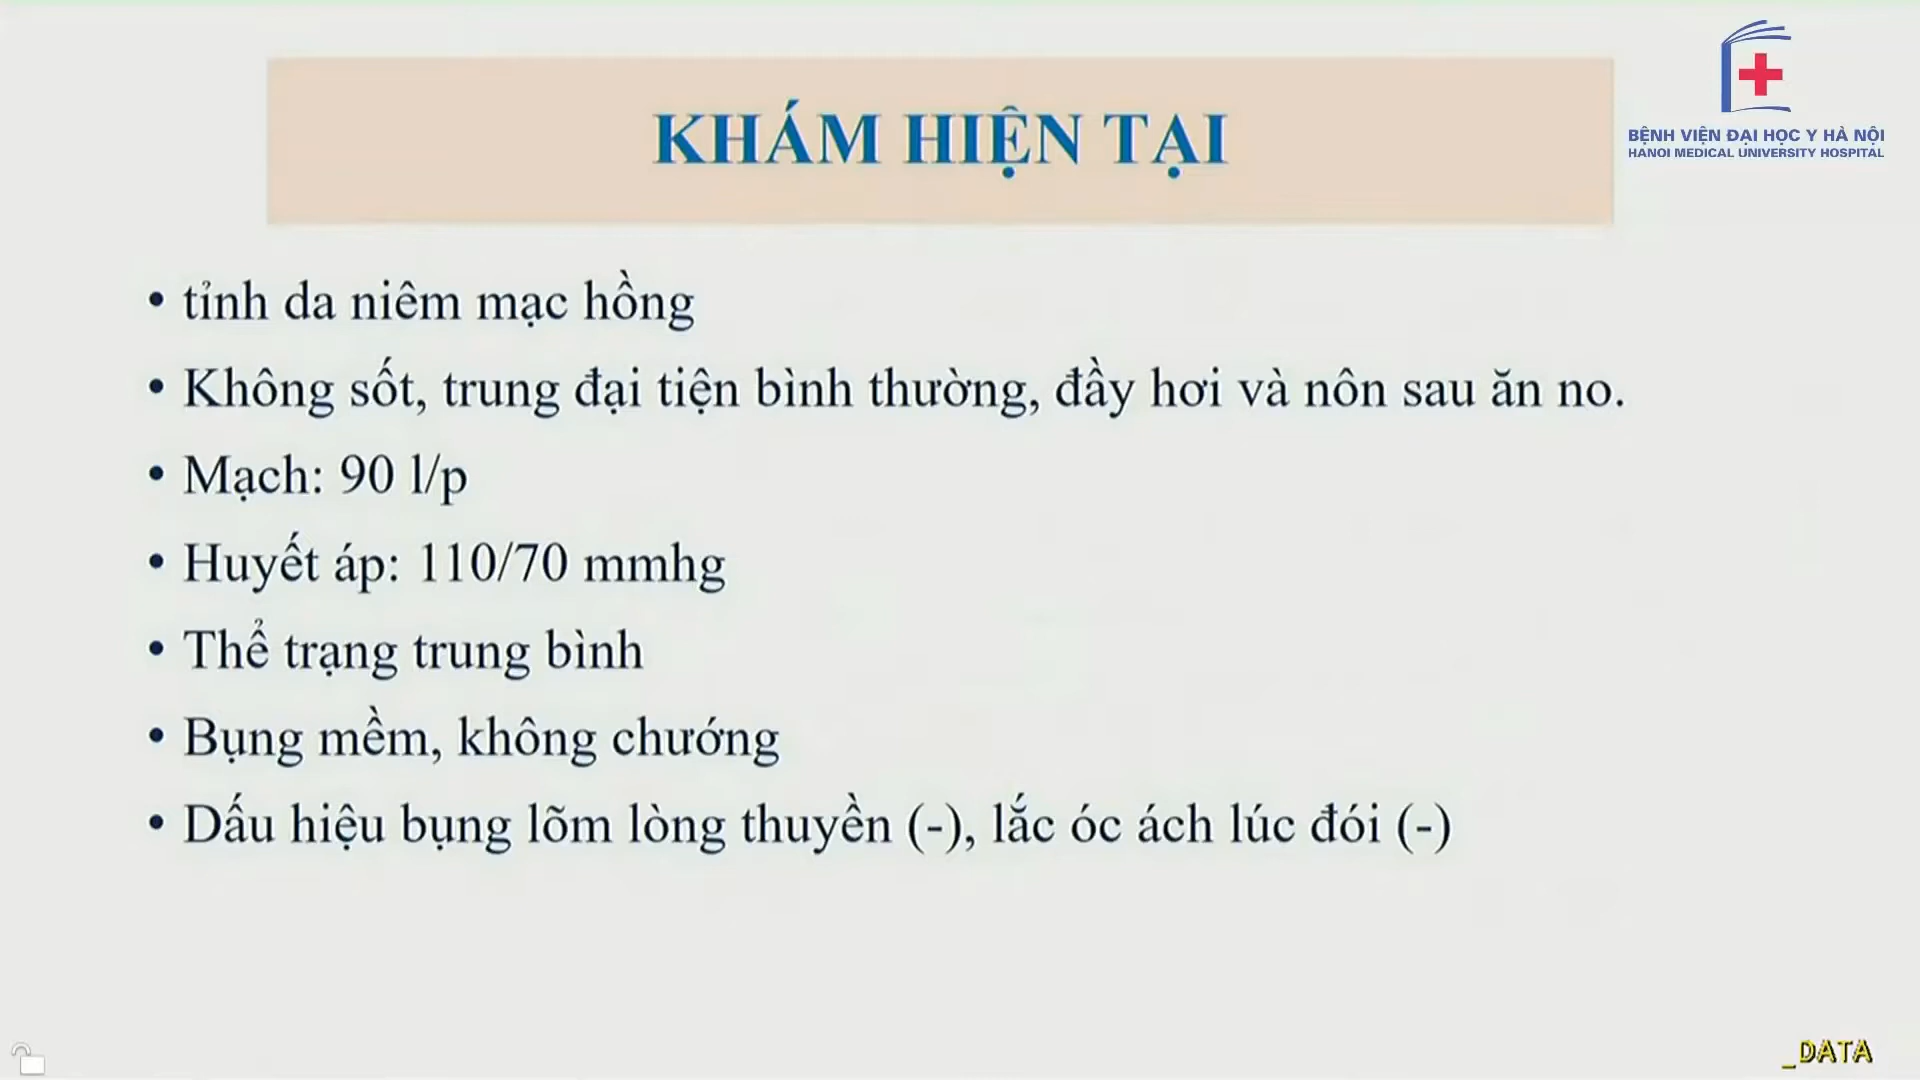 BỆNH VIỆN ĐẠI HỌC Y HÀ NỘI
HANOI MEDICAL UNIVERSITY HOSPITAL
KHÁM HIỆN TẠI
• tỉnh da niêm mạc hồng
• Không sốt, trung đại tiện bình thường, đầy hơi và nôn sau ăn no.
• Mạch: 90 l/p
• Huyết áp: 110/70 mmhg
• Thể trạng trung bình
• Bụng mềm, không chướng
• Dấu hiệu bụng lõm lòng thuyền (-), lắc óc ách lúc đói (-)
_DATA